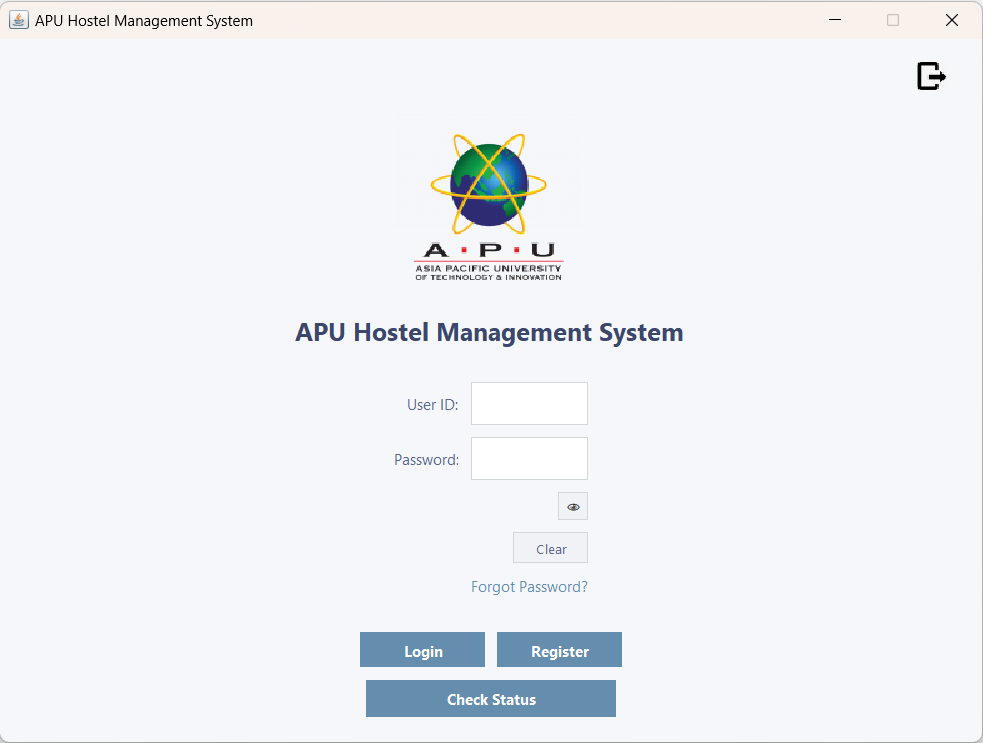 APU Hostel Management System
A · P · U
ASIA PACIFIC UNIVERSITY
OF TECHNOLOGY & INNOVATION
APU Hostel Management System
User ID:
Password:
Clear
Forgot Password?
Login Register
Check Status